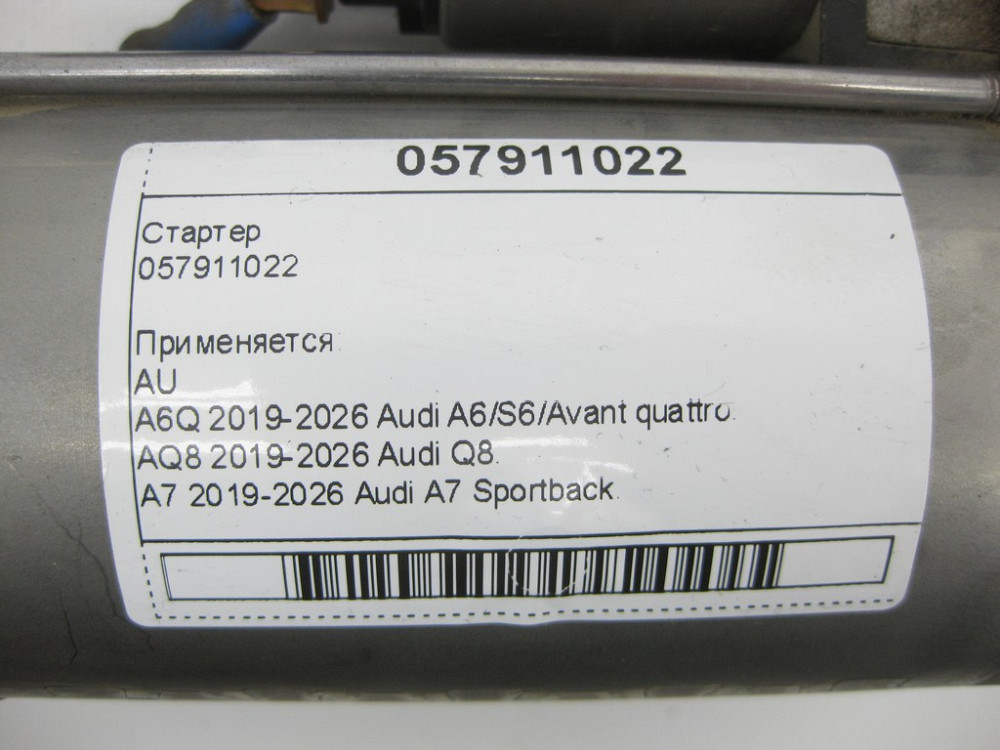 057911022
Стартер
057911022
Применяется
AU
A6Q 2019-2026 Audi A6/S6/Avant quattro.
AQ8 2019-2026 Audi Q8.
A7 2019-2026 Audi A7 Sportback.